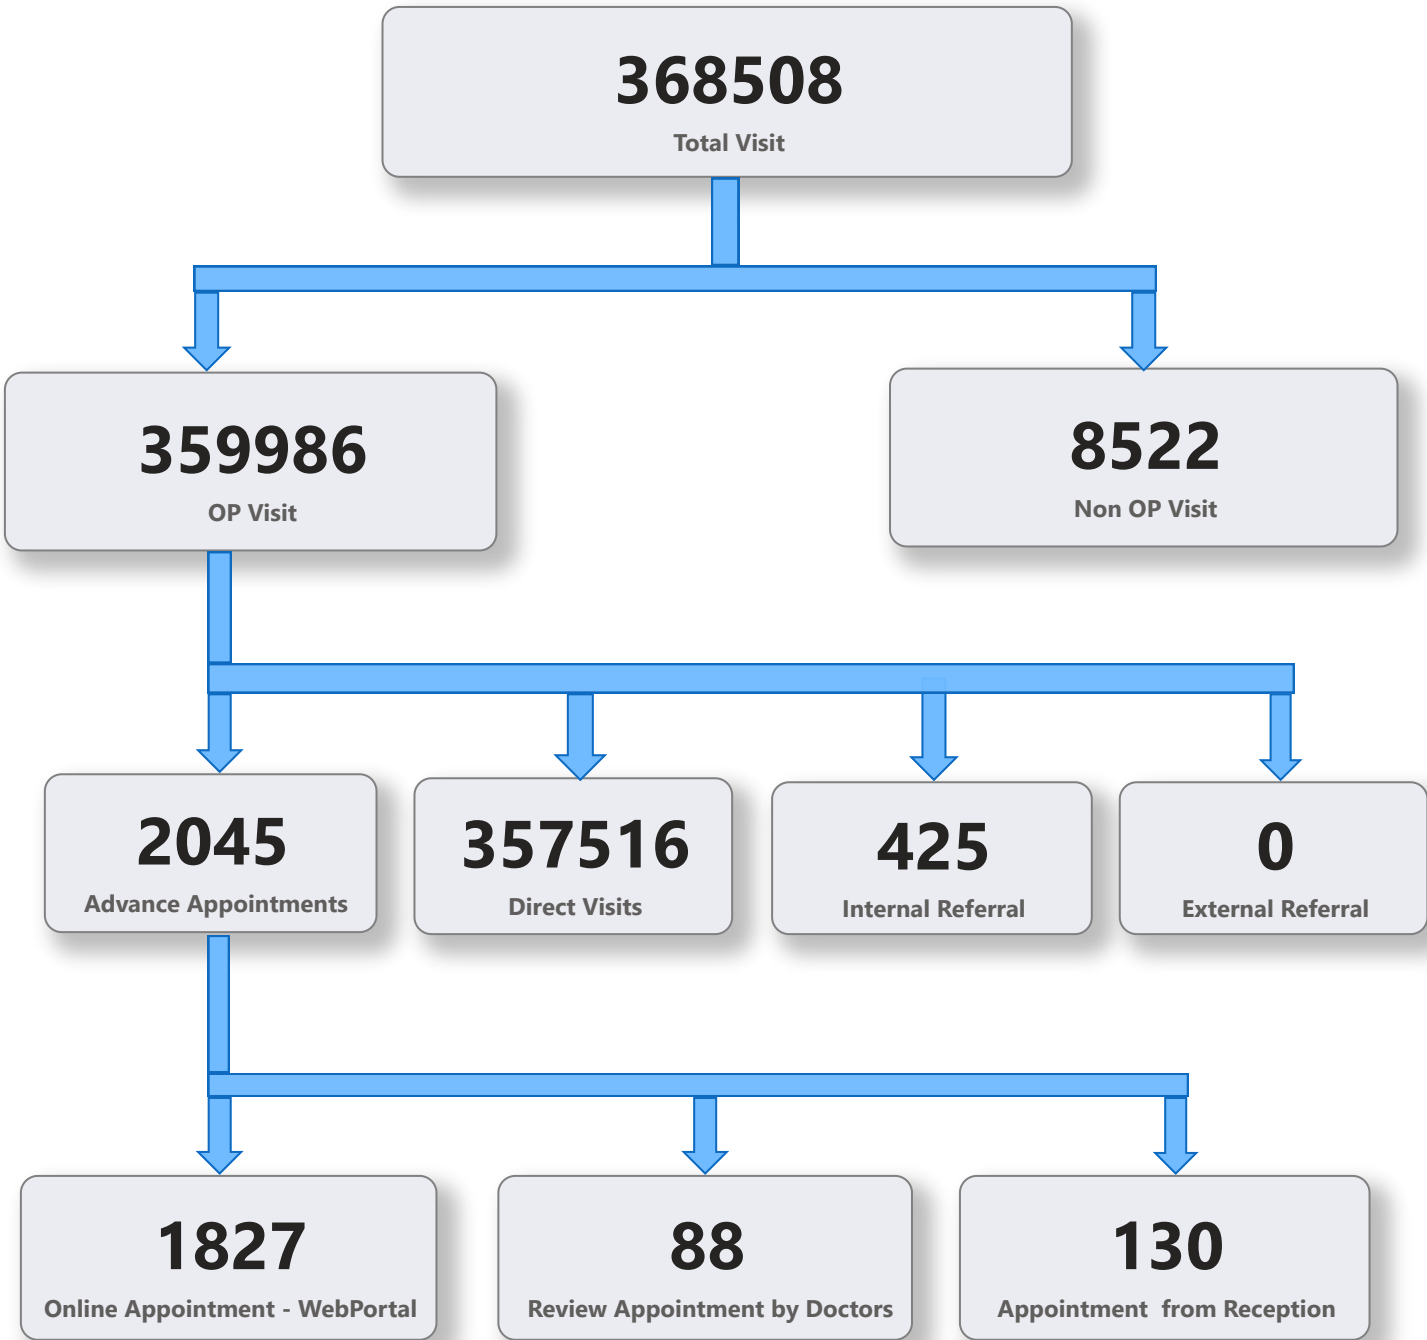 368508
Total Visit
359986
OP Visit
8522
Non OP Visit
2045
Advance Appointments
357516
Direct Visits
425
Internal Referral
0
External Referral
1827
Online Appointment - WebPortal
88
Review Appointment by Doctors
130
Appointment  from Reception